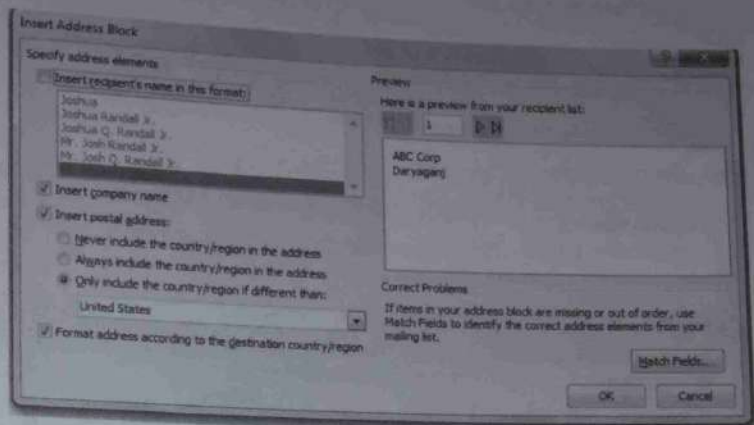 Insert Address Block
Specify address elements
Insert recipient's name in this format:
Joshua
Joshua Randall Jr.
Joshua Q. Randall Jr.
Mr. Josh Randall Jr.
Mr. Josh Q. Randall Jr.
Insert company name
Insert postal address:
Never include the country/region in the address
Always include the country/region in the address
Only include the country/region if different than:
United States
Format address according to the destination country/region
Preview
Here is a preview from your recipient list:
1
ABC Corp
Daryaganj
Correct Problems
If items in your address block are missing or out of order, use
Match Fields to identify the correct address elements from your
mailing list.
Match Fields...
OK
Cancel